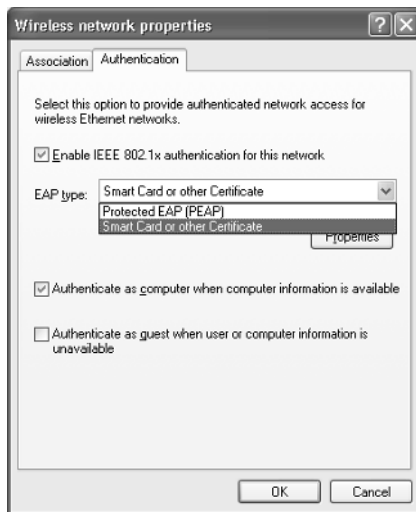 Wireless network properties
Association
Authentication
Select this option to provide authenticated network access for
wireless Ethernet networks.
Enable IEEE 802.1x authentication for this network
EAP type:
Smart Card or other Certificate
Protected EAP (PEAP)
Smart Card or other Certificate
Properties
Authenticate as computer when computer information is available
Authenticate as guest when user or computer information is
unavailable
OK
Cancel